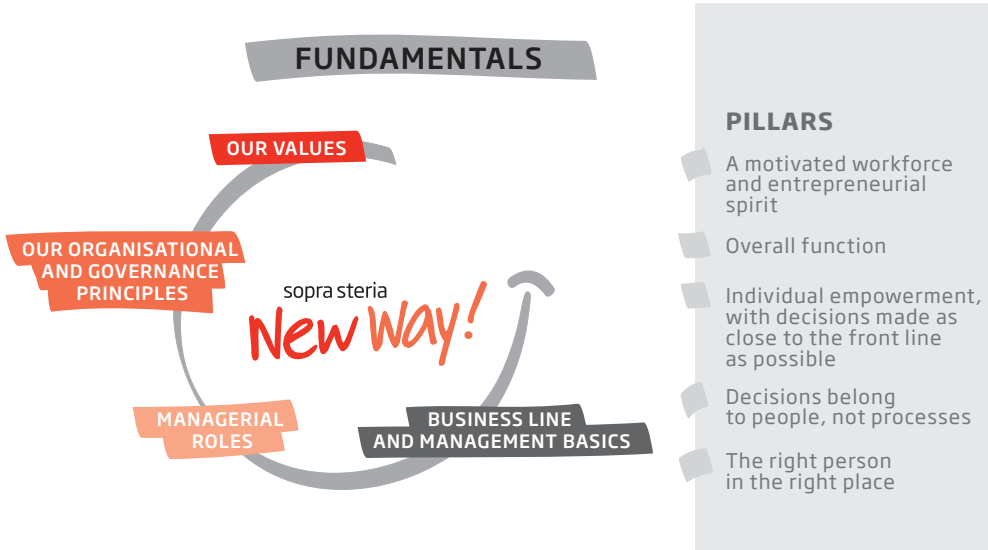 FUNDAMENTALS
OUR VALUES
OUR ORGANISATIONAL
AND GOVERNANCE
PRINCIPLES
sopra steria
New Way!
MANAGERIAL
ROLES
BUSINESS LINE
AND MANAGEMENT BASICS
PILLARS
A motivated workforce
and entrepreneurial
spirit
Overall function
Individual empowerment,
with decisions made as
close to the front line
as possible
Decisions belong
to people, not processes
The right person
in the right place